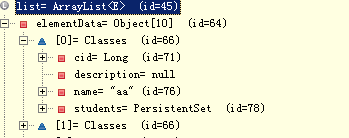 list= ArrayList<E> (id=45)
elementData= Object[10] (id=64)
[0]= Classes (id=66)
cid= Long (id=71)
description= null
name= "aa" (id=76)
students= PersistentSet (id=78)
[1]= Classes (id=66)